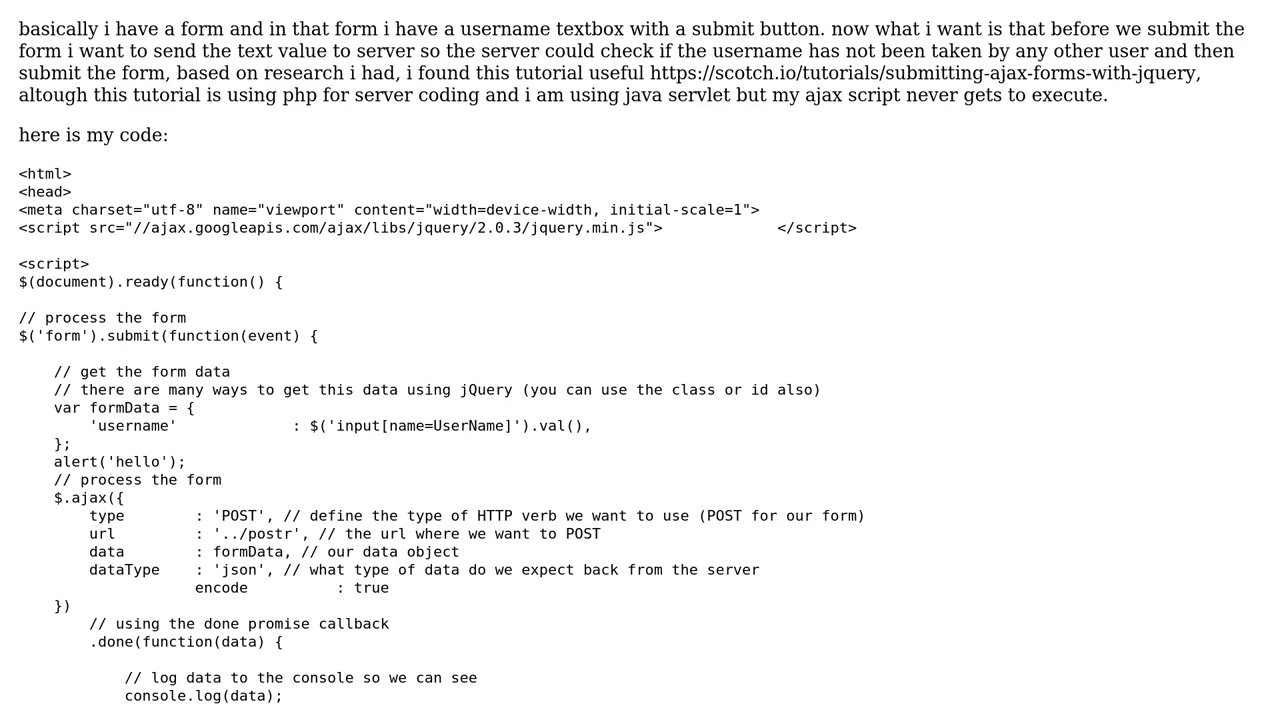 basically i have a form and in that form i have a username textbox with a submit button. now what i want is that before we submit the
form i want to send the text value to server so the server could check if the username has not been taken by any other user and then
submit the form, based on research i had, i found this tutorial useful https://scotch.io/tutorials/submitting-ajax-forms-with-jquery,
altough this tutorial is using php for server coding and i am using java servlet but my ajax script never gets to execute.

here is my code:

<html>
<head>
<meta charset="utf-8" name="viewport" content="width=device-width, initial-scale=1">
<script src="//ajax.googleapis.com/ajax/libs/jquery/2.0.3/jquery.min.js">             </script>

<script>
$(document).ready(function() {

// process the form
$('form').submit(function(event) {

    // get the form data
    // there are many ways to get this data using jQuery (you can use the class or id also)
    var formData = {
        'username'             : $('input[name=UserName]').val(),
    };
    alert('hello');
    // process the form
    $.ajax({
        type        : 'POST', // define the type of HTTP verb we want to use (POST for our form)
        url         : '../postr', // the url where we want to POST
        data        : formData, // our data object
        dataType    : 'json', // what type of data do we expect back from the server
                    encode          : true
    })
        // using the done promise callback
        .done(function(data) {

            // log data to the console so we can see
            console.log(data);